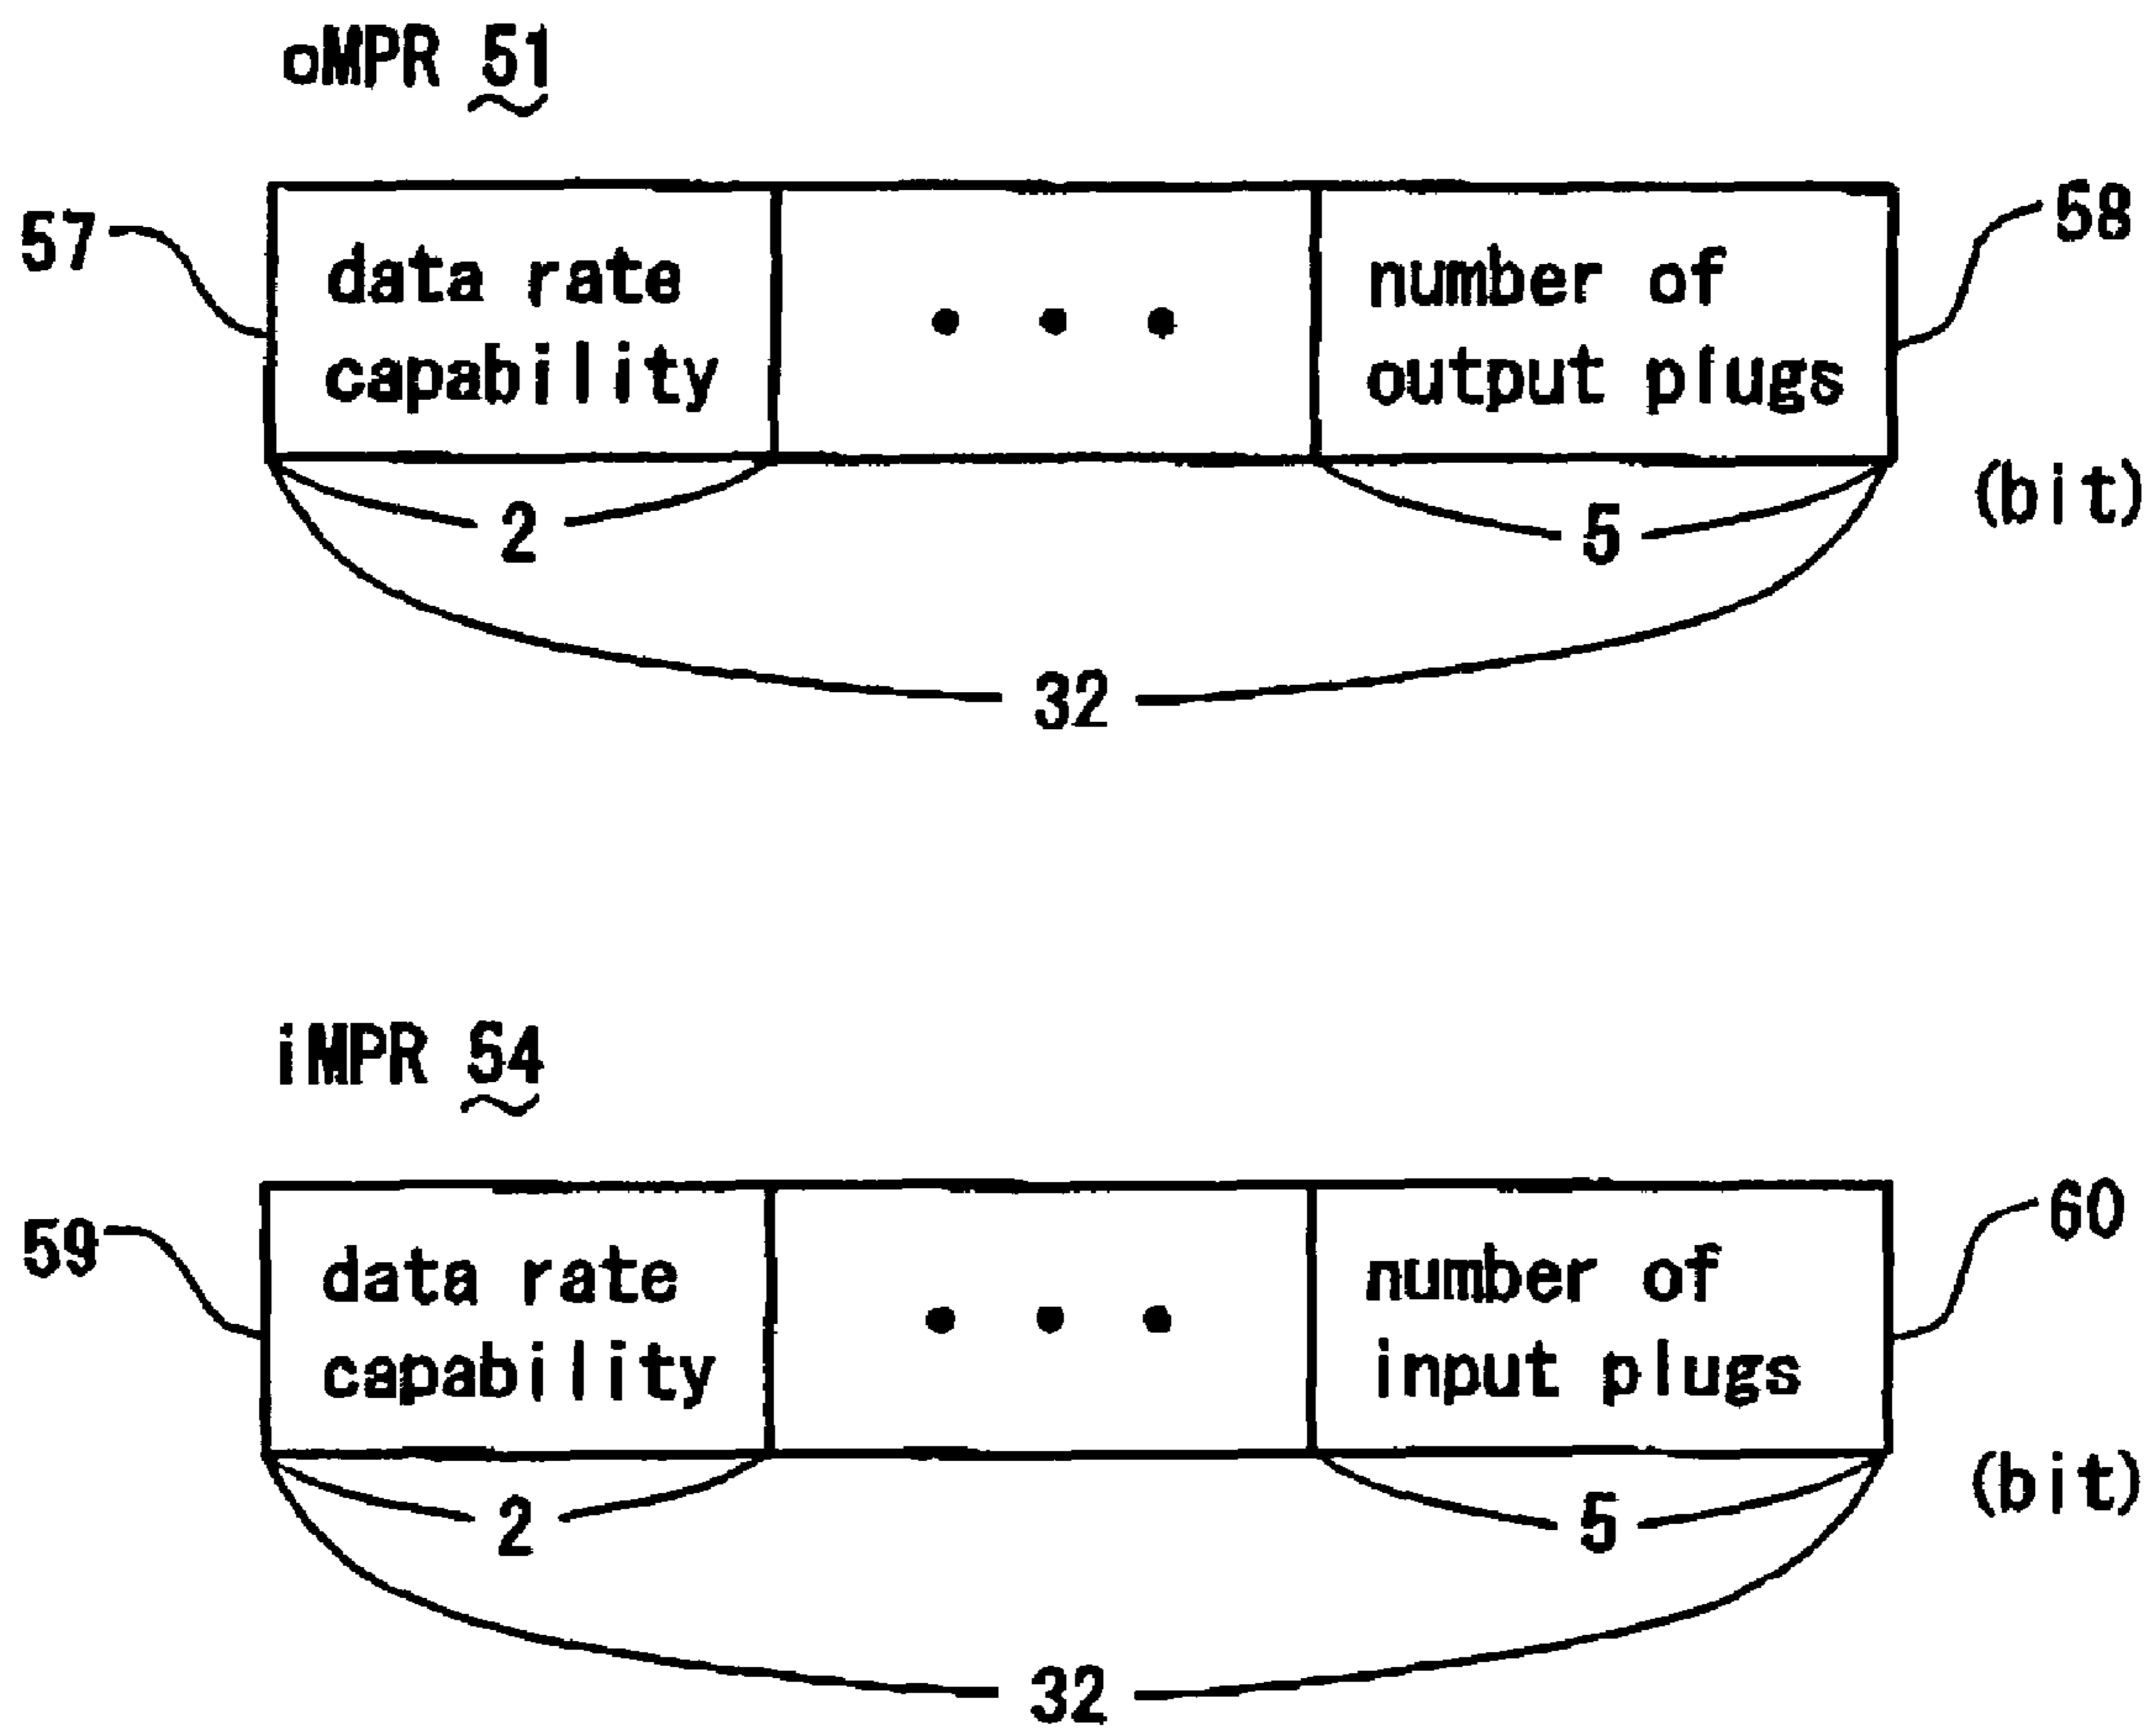 oMPR 51
57
58
data rate
capability
• • •
number of
output plugs
(bit)
2
5
32
iMPR 54
59
60
data rate
capability
• • •
number of
input plugs
(bit)
2
5
32